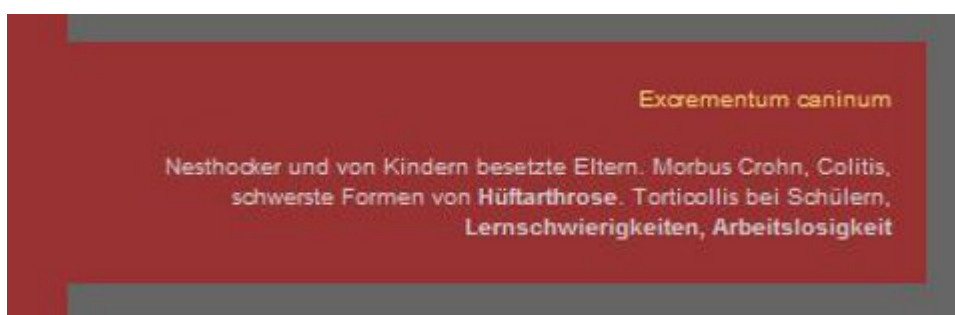 Excrementum caninum
Nesthocker und von Kindern besetzte Eltern. Morbus Crohn, Colitis,
schwerste Formen von Hüftarthrose. Torticollis bei Schülern,
Lernschwierigkeiten, Arbeitslosigkeit